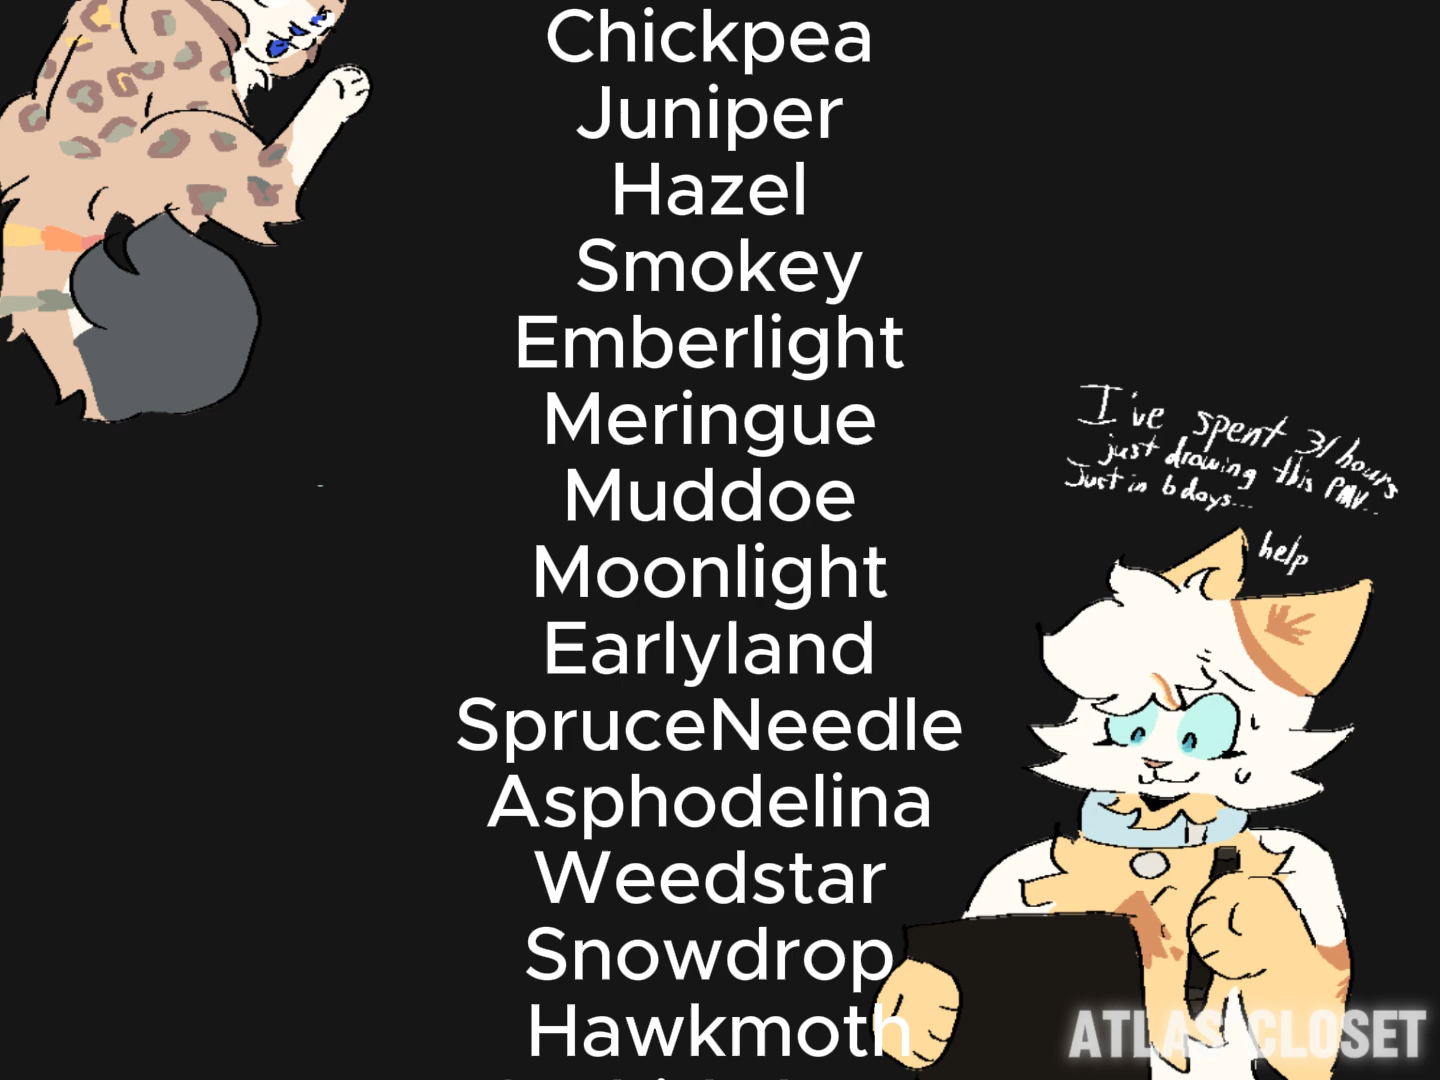 Chickpea
Juniper
Hazel
Smokey
Emberlight
Meringue
Muddoe
Moonlight
Earlyland
SpruceNeedle
Asphodelina
Weedstar
Snowdrop
Hawkmoth
I've spent 31 hours
just drawing this PMV..
Just in 6 days...
help
ATLAS CLOSET